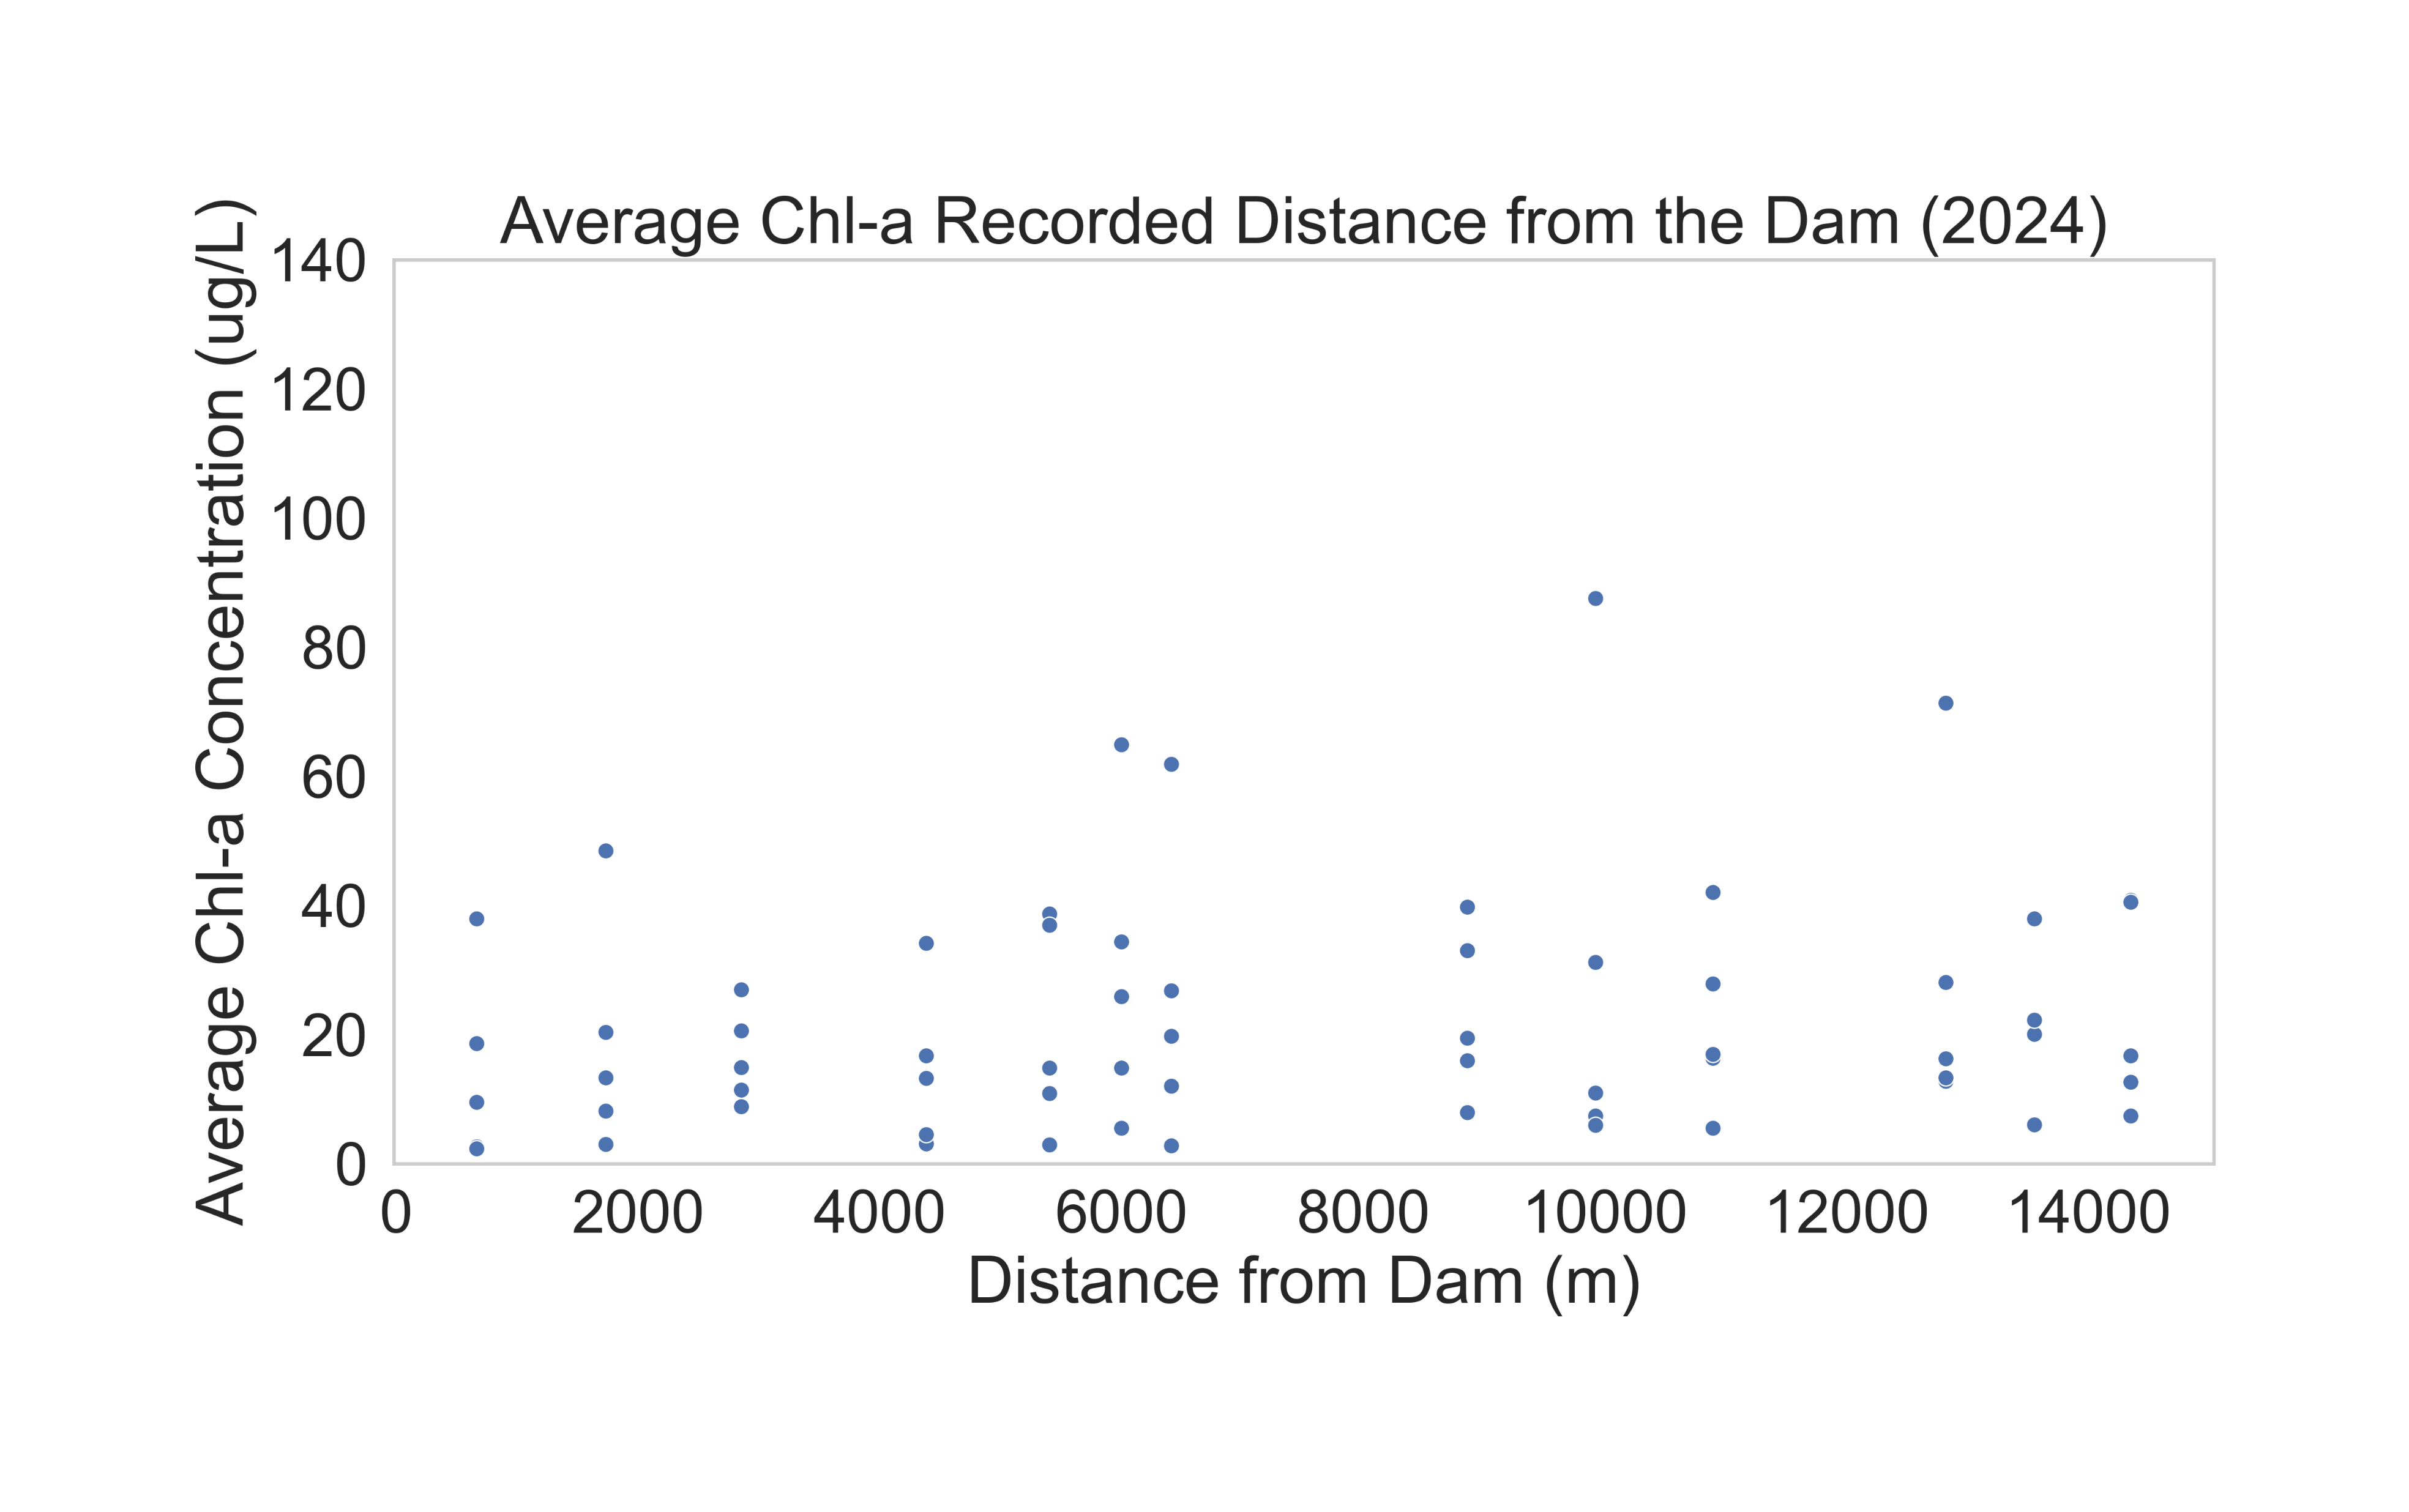 Average Chl-a Recorded Distance from the Dam (2024)
Average Chl-a Concentration (ug/L)
140
120
100
80
60
40
20
0
0 2000 4000 6000 8000 10000 12000 14000
Distance from Dam (m)